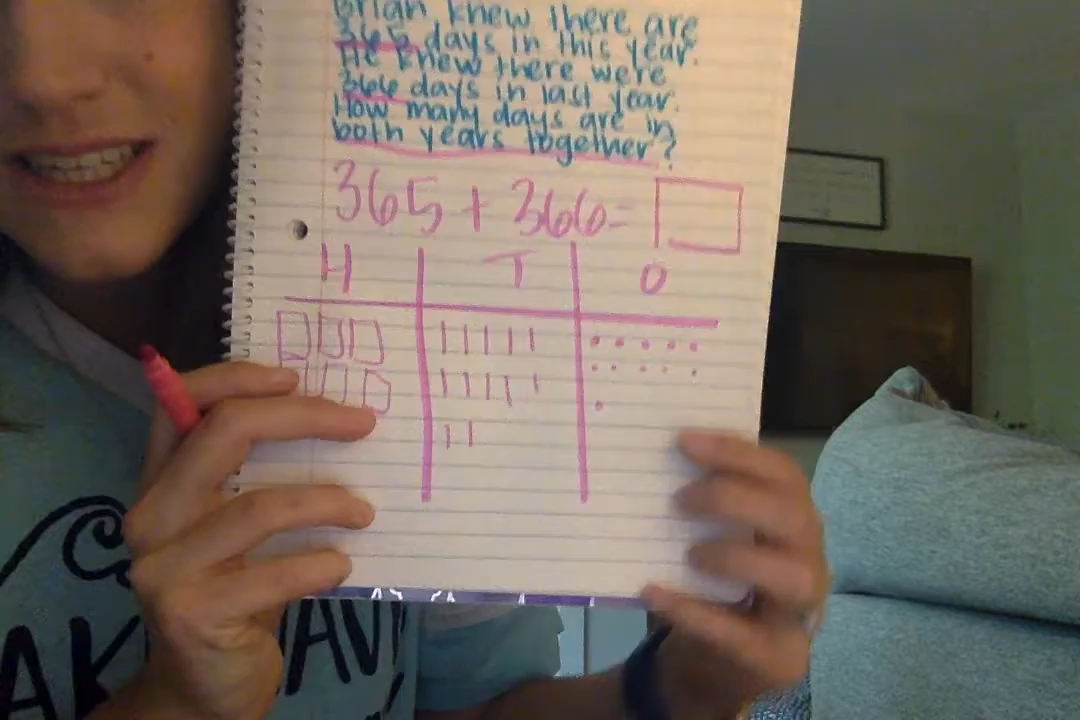 Brian knew there are
365 days in this year.
He knew there were
366 days in last year.
How many days are in
both years together?
365 + 366 =
H T O